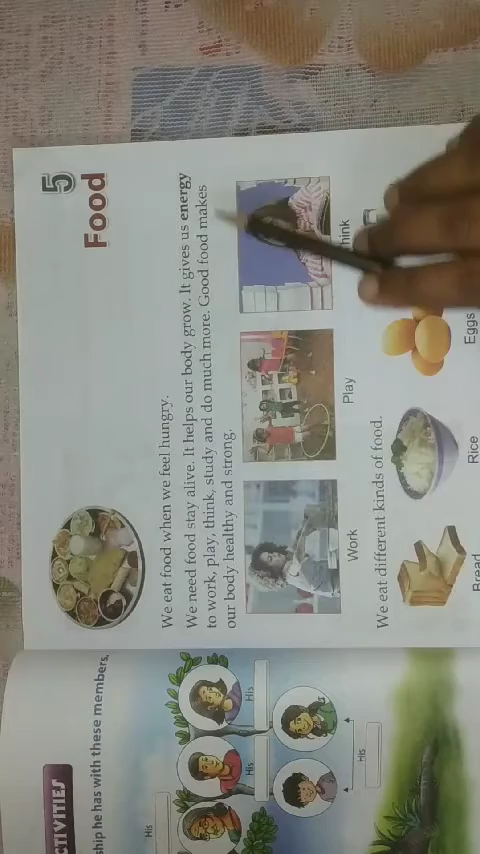 5
Food
We eat food when we feel hungry.
We need food stay alive. It helps our body grow. It gives us energy
to work, play, think, study and do much more. Good food makes
our body healthy and strong.
Work
Play
We eat different kinds of food.
Bread
Rice
Eggs
he has with these members.
His
His
His
His